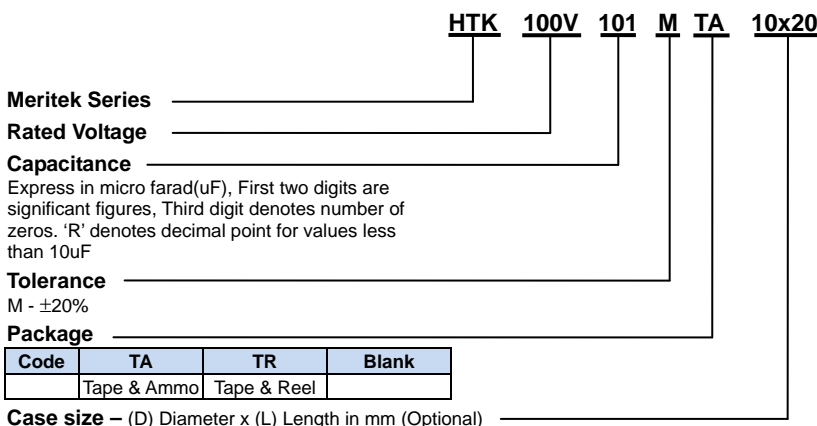 HTK 100V 101 M TA 10x20
Meritek Series
Rated Voltage
Capacitance
Express in micro farad(uF), First two digits are
significant figures, Third digit denotes number of
zeros. 'R' denotes decimal point for values less
than 10uF
Tolerance
M - ±20%
Package
Code TA TR Blank
Tape & Ammo Tape & Reel
Case size – (D) Diameter x (L) Length in mm (Optional)